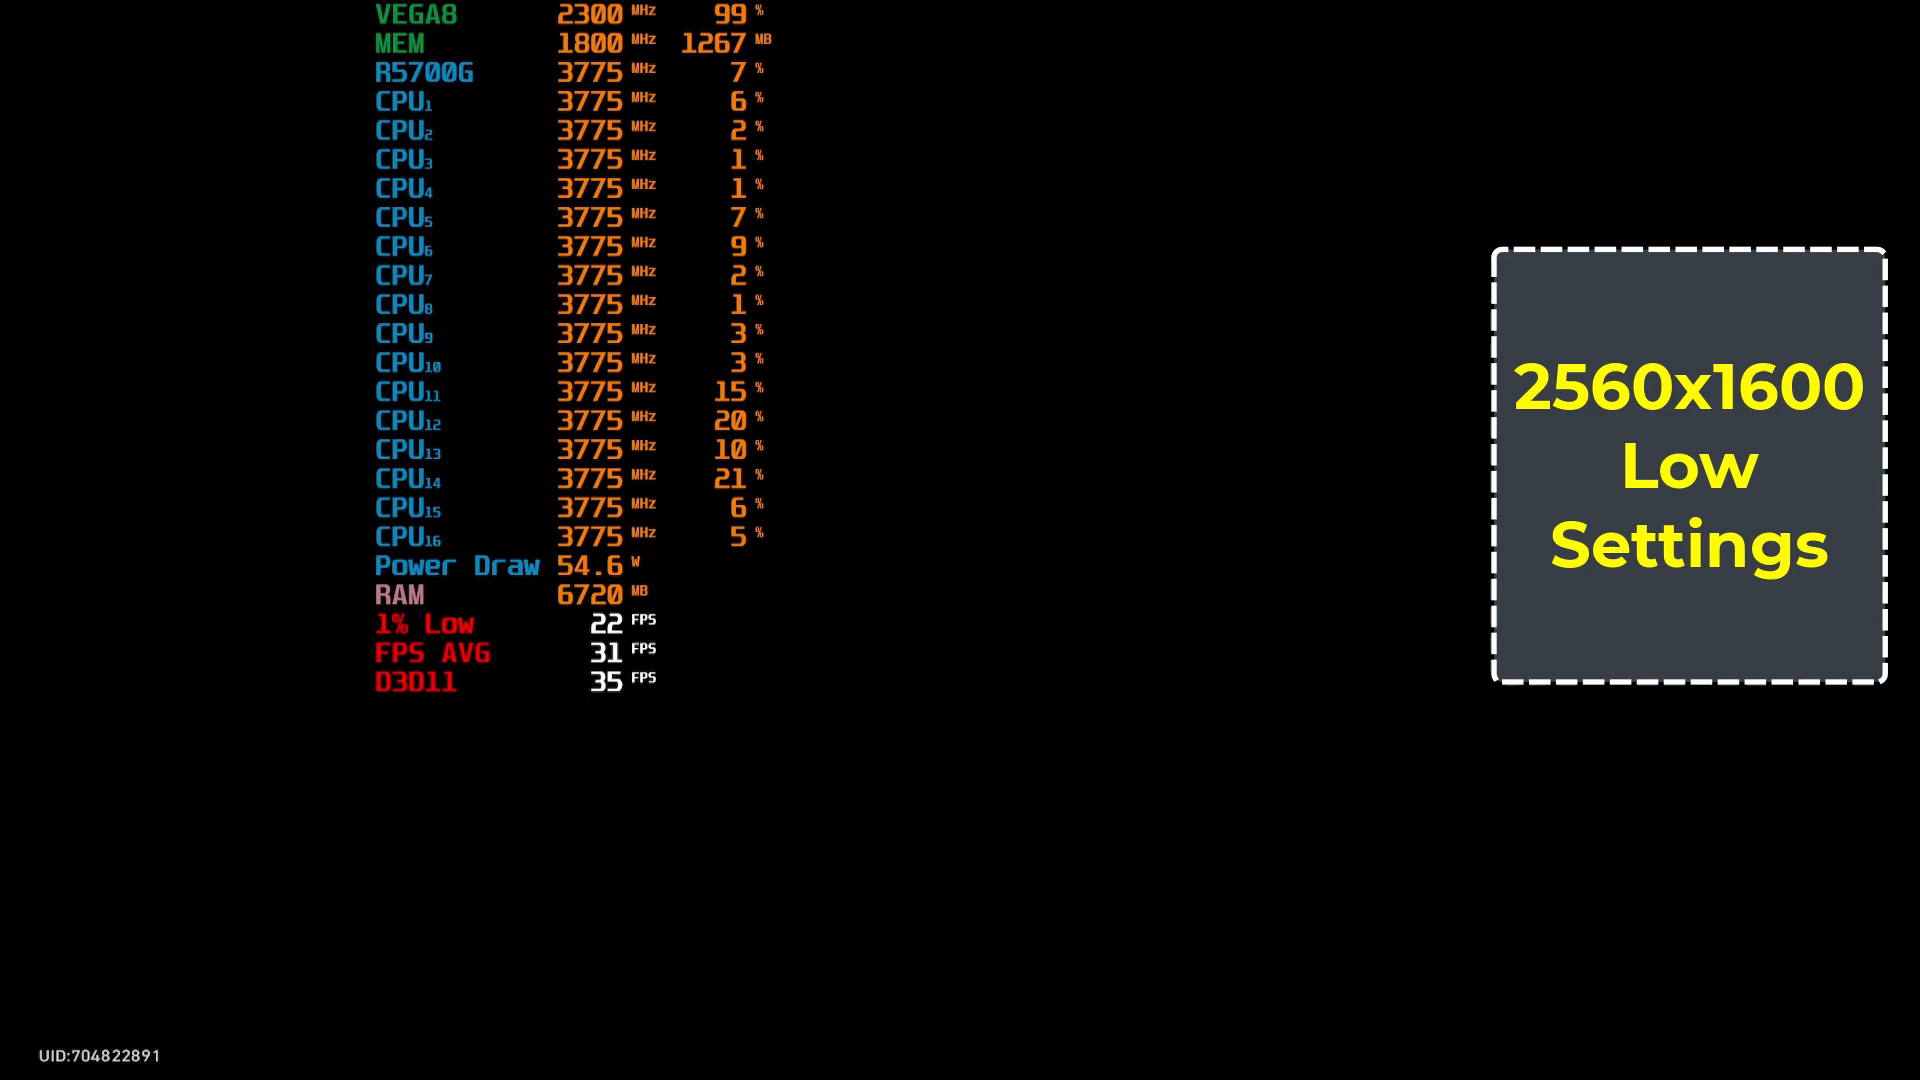 VEGA8 2300 MHz 99 %
MEM 1800 MHz 1267 MB
R5700G 3775 MHz 7 %
CPU1 3775 MHz 6 %
CPU2 3775 MHz 2 %
CPU3 3775 MHz 1 %
CPU4 3775 MHz 1 %
CPU5 3775 MHz 7 %
CPU6 3775 MHz 9 %
CPU7 3775 MHz 2 %
CPU8 3775 MHz 1 %
CPU9 3775 MHz 3 %
CPU10 3775 MHz 3 %
CPU11 3775 MHz 15 %
CPU12 3775 MHz 20 %
CPU13 3775 MHz 10 %
CPU14 3775 MHz 21 %
CPU15 3775 MHz 6 %
CPU16 3775 MHz 5 %
Power Draw 54.6 W
RAM 6720 MB
1% Low 22 FPS
FPS AVG 31 FPS
D3D11 35 FPS
2560x1600
Low
Settings
UID:704822891